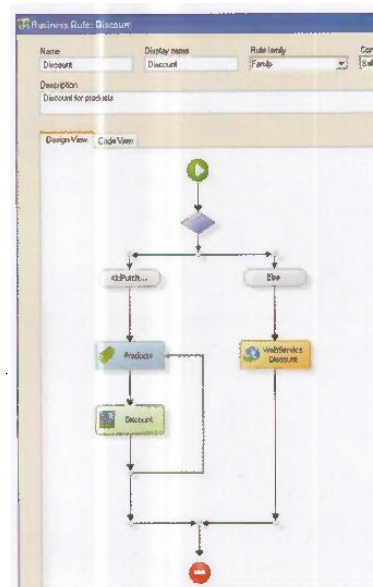 Business Rule: Discount
Name Display name Rule family
Discount Discount Family
Description
Discount for products
Design View Code View
Else
Products
WebService
Discount
Discount